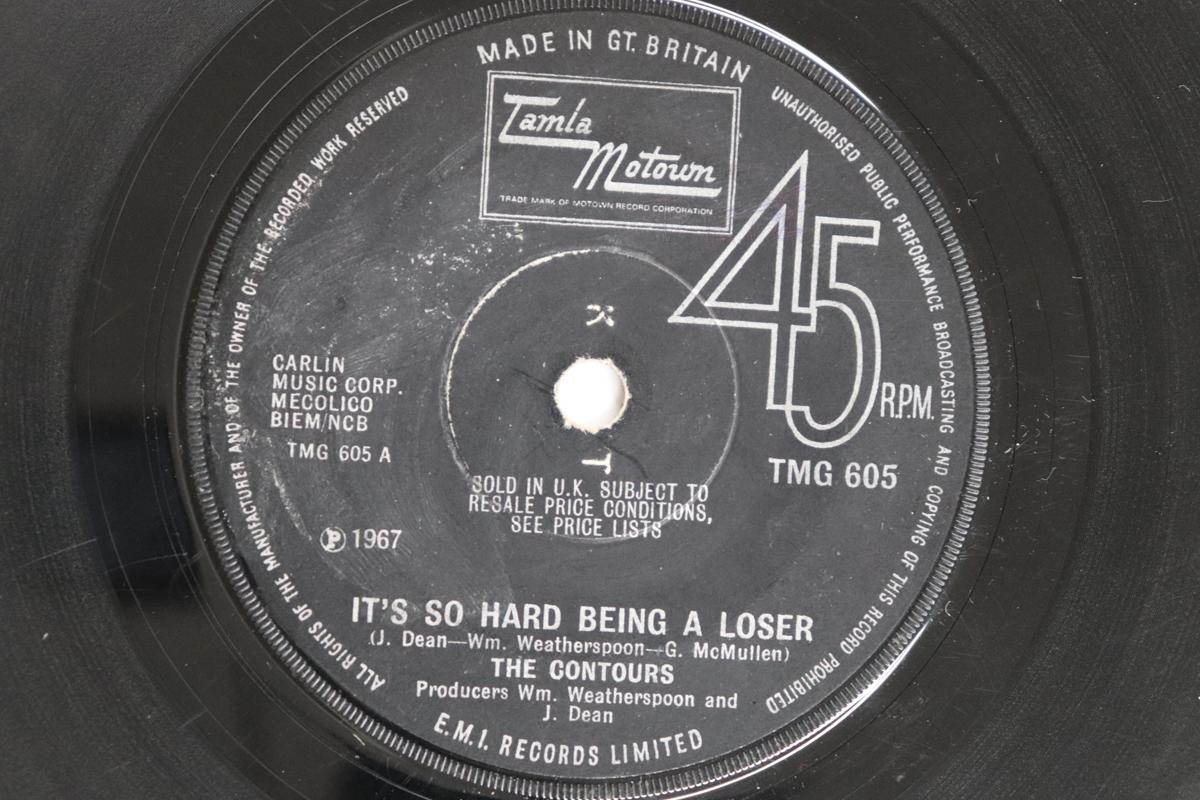 MADE IN GT. BRITAIN
Tamla
Motown
TRADE MARK OF MOTOWN RECORD CORPORATION
45
R.P.M.
TMG 605
CARLIN
MUSIC CORP.
MECOLICO
BIEM/NCB
TMG 605 A
K
T
SOLD IN U.K. SUBJECT TO
RESALE PRICE CONDITIONS,
SEE PRICE LISTS
Ⓟ 1967
IT'S SO HARD BEING A LOSER
(J. Dean—Wm. Weatherspoon—G. McMullen)
THE CONTOURS
Producers Wm. Weatherspoon and
J. Dean
E.M.I. RECORDS LIMITED
ALL RIGHTS OF THE MANUFACTURER AND OF THE OWNER OF THE RECORDED WORK RESERVED
UNAUTHORISED PUBLIC PERFORMANCE BROADCASTING AND COPYING OF THIS RECORD PROHIBITED